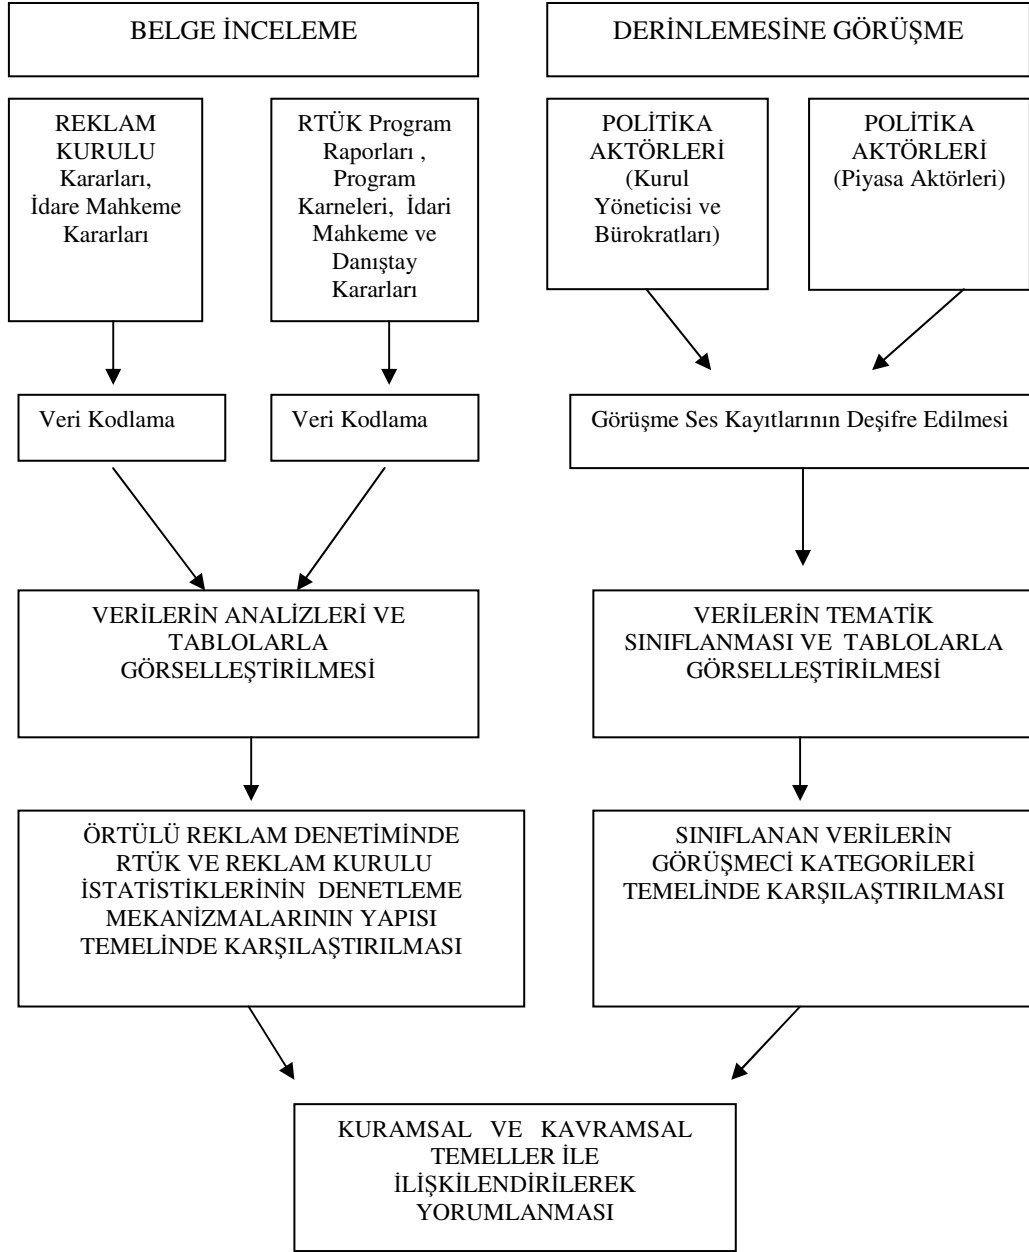 BELGE İNCELEME
DERİNLEMESİNE GÖRÜŞME
REKLAM
KURULU
Kararları,
İdare Mahkeme
Kararları
RTÜK Program
Raporları ,
Program
Karneleri, İdari
Mahkeme ve
Danıştay
Kararları
POLİTİKA
AKTÖRLERİ
(Kurul
Yöneticisi ve
Bürokratları)
POLİTİKA
AKTÖRLERİ
(Piyasa Aktörleri)
Veri Kodlama
Veri Kodlama
Görüşme Ses Kayıtlarının Deşifre Edilmesi
VERİLERİN ANALİZLERİ VE
TABLOLARLA
GÖRSELLEŞTİRİLMESİ
VERİLERİN TEMATİK
SINIFLANMASI VE TABLOLARLA
GÖRSELLEŞTİRİLMESİ
ÖRTÜLÜ REKLAM DENETİMİNDE
RTÜK VE REKLAM KURULU
İSTATİSTİKLERİNİN DENETLEME
MEKANİZMALARININ YAPISI
TEMELİNDE KARŞILAŞTIRILMASI
SINIFLANAN VERİLERİN
GÖRÜŞMECİ KATEGORİLERİ
TEMELİNDE KARŞILAŞTIRILMASI
KURAMSAL VE KAVRAMSAL
TEMELLER İLE
İLİŞKİLENDİRİLEREK
YORUMLANMASI